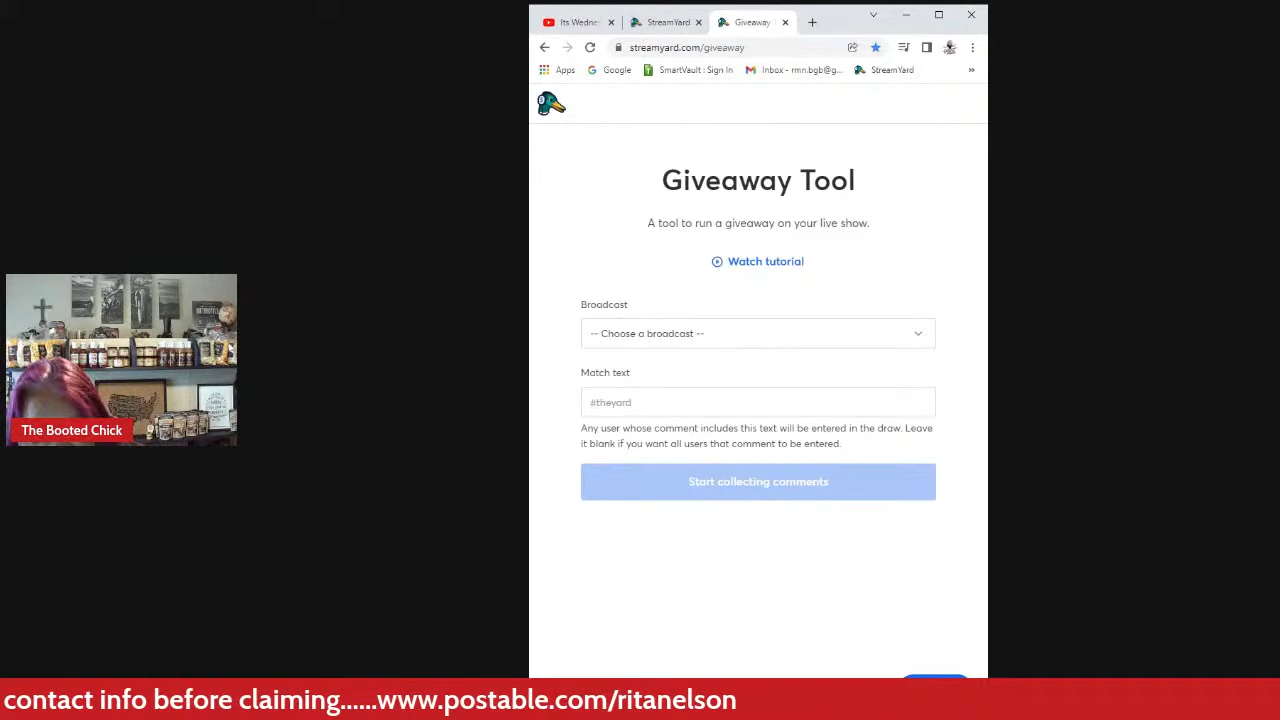 Its Wedne
StreamYard
Giveaway
streamyard.com/giveaway
Apps
Google
SmartVault : Sign In
Inbox - rmn.bgb@g...
StreamYard
»
Giveaway Tool
A tool to run a giveaway on your live show.
Watch tutorial
Broadcast
-- Choose a broadcast --
Match text
#theyard
Any user whose comment includes this text will be entered in the draw. Leave
it blank if you want all users that comment to be entered.
Start collecting comments
The Booted Chick
contact info before claiming......www.postable.com/ritanelson